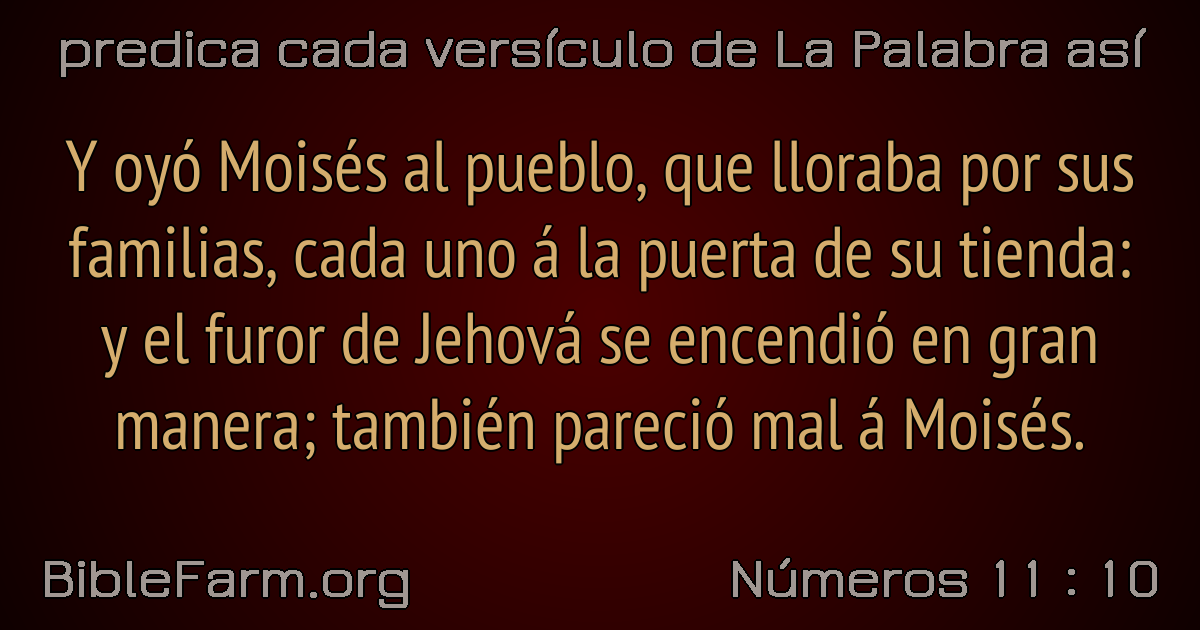 predica cada versículo de La Palabra así
Y oyó Moisés al pueblo, que lloraba por sus
familias, cada uno á la puerta de su tienda:
y el furor de Jehová se encendió en gran
manera; también pareció mal á Moisés.
BibleFarm.org
Números 11 : 10